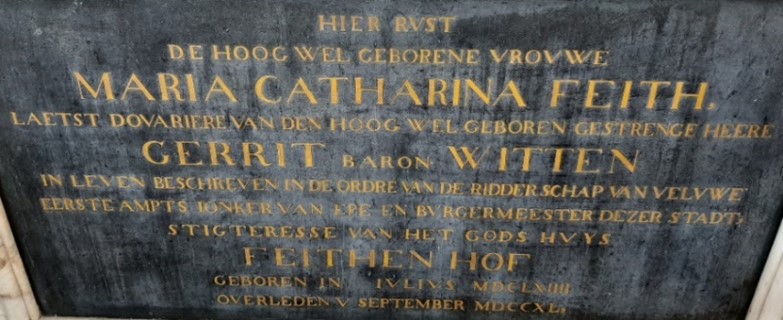 HIER RVST
DE HOOG WEL GEBORENE VROVWE
MARIA CATHARINA FEITH,
LAETST DOVARIERE VAN DEN HOOG WEL GEBOREN GESTRENGE HEERE
GERRIT BARON WITTEN
IN LEVEN BESCHREVEN IN DE ORDRE VAN DE RIDDERSCHAP VAN VELVWE
EERSTE AMPTS IONKER VAN EPE EN BVRGERMEESTER DEZER STADT,
STIGTERESSE VAN HET GODS HVYS
FEITHEN HOF
GEBOREN IN IVLIVS MDCLXIIII
OVERLEDEN V SEPTEMBER MDCCXL,